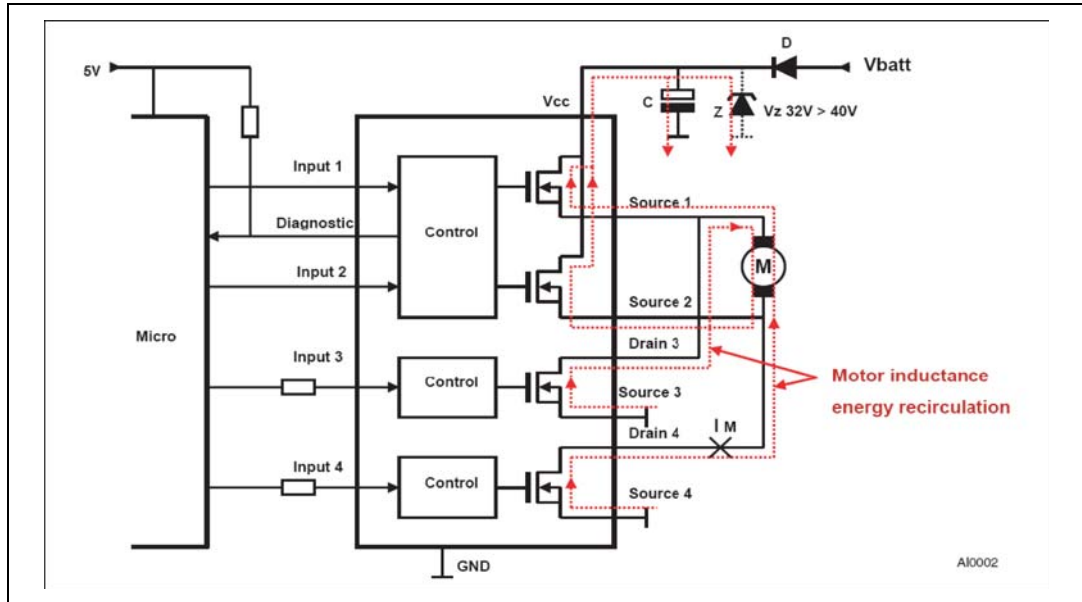 D
5V
Vbatt
Vcc
C
Z
Vz 32V > 40V
Input 1
Source 1
Diagnostic
Control
M
Input 2
Source 2
Micro
Drain 3
Input 3
Control
Source 3
Motor inductance
energy recirulation
Drain 4
I M
Input 4
Control
Source 4
GND
AI0002